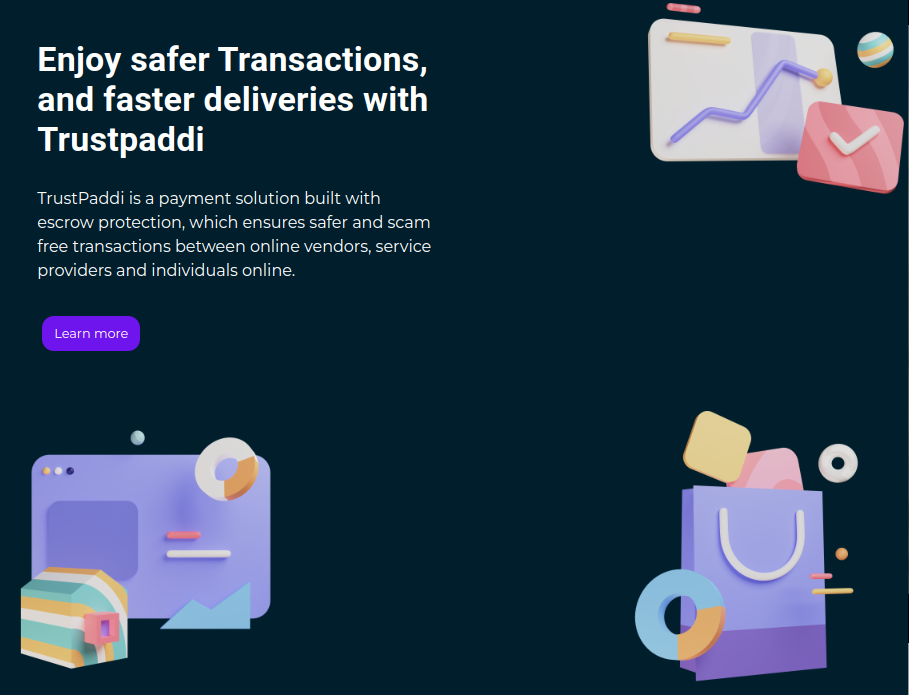 Enjoy safer Transactions,
and faster deliveries with
Trustpaddi
TrustPaddi is a payment solution built with
escrow protection, which ensures safer and scam
free transactions between online vendors, service
providers and individuals online.
Learn more